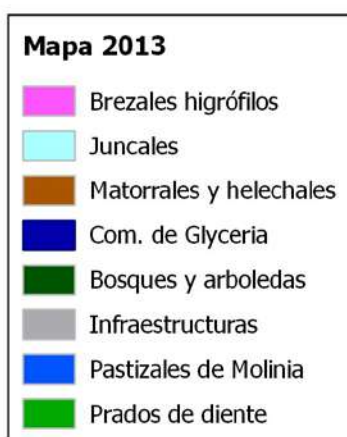 Mapa 2013
Brezales higrófilos
Juncales
Matorrales y helechales
Com. de Glyceria
Bosques y arboledas
Infraestructuras
Pastizales de Molinia
Prados de diente